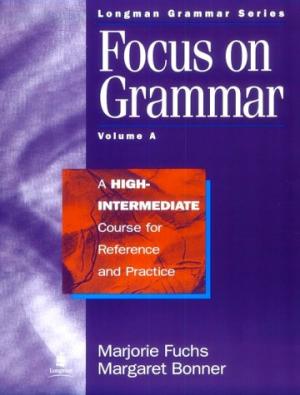 Longman Grammar Series
Focus on
Grammar
Volume A
A HIGH-
INTERMEDIATE
Course for
Reference
and Practice
Longman
Marjorie Fuchs
Margaret Bonner